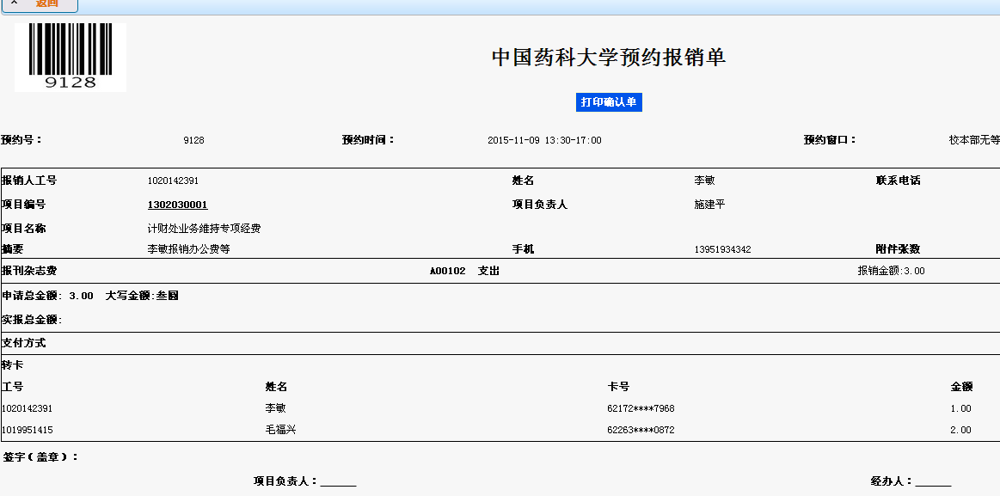 返回
9128
中国药科大学预约报销单
打印确认单
预约号： 9128 预约时间： 2015-11-09 13:30-17:00 预约窗口： 校本部无等
报销人工号 1020142391 姓名 李敏 联系电话
项目编号 1302030001 项目负责人 施建平
项目名称 计财处业务维持专项经费
摘要 李敏报销办公费等 手机 13951934342 附件张数
报刊杂志费 A00102 支出 报销金额:3.00
申请总金额: 3.00 大写金额:叁圆
实报总金额:
支付方式
转卡
工号 姓名 卡号 金额
1020142391 李敏 62172****7968 1.00
1019951415 毛福兴 62263****0872 2.00
签字(盖章)：
项目负责人：______ 经办人：______